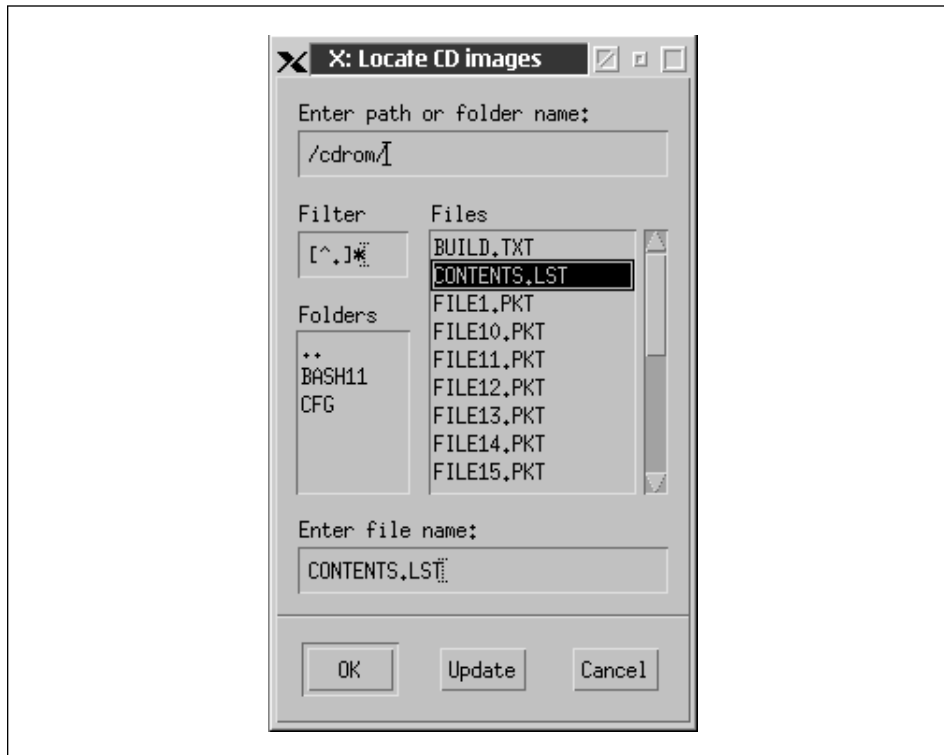 X: Locate CD images
Enter path or folder name:
/cdrom/
Filter
[^.]*
Folders
..
BASH11
CFG
Files
BUILD.TXT
CONTENTS.LST
FILE1.PKT
FILE10.PKT
FILE11.PKT
FILE12.PKT
FILE13.PKT
FILE14.PKT
FILE15.PKT
Enter file name:
CONTENTS.LST
OK
Update
Cancel